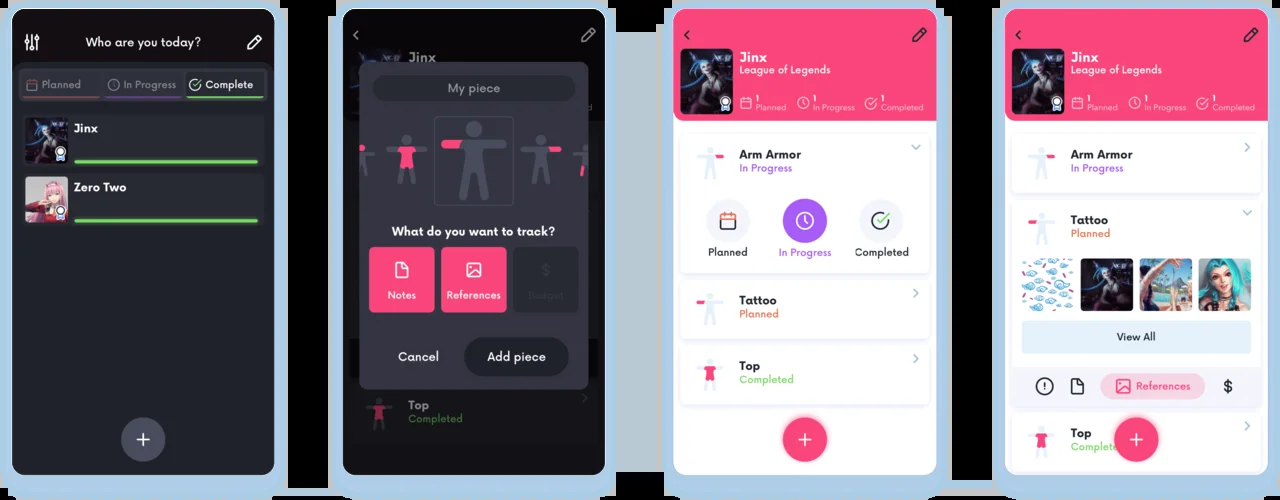 Who are you today?
Planned
In Progress
Complete
Jinx
Zero Two
Jinx
My piece
d
What do you want to track?
Notes
References
$
Budget
Cancel
Add piece
Top
Completed
Jinx
League of Legends
1
Planned
1
In Progress
1
Completed
Arm Armor
In Progress
Planned
In Progress
Completed
Tattoo
Planned
Top
Completed
Jinx
League of Legends
1
Planned
1
In Progress
1
Completed
Arm Armor
In Progress
Tattoo
Planned
View All
References
$
Top
Complete